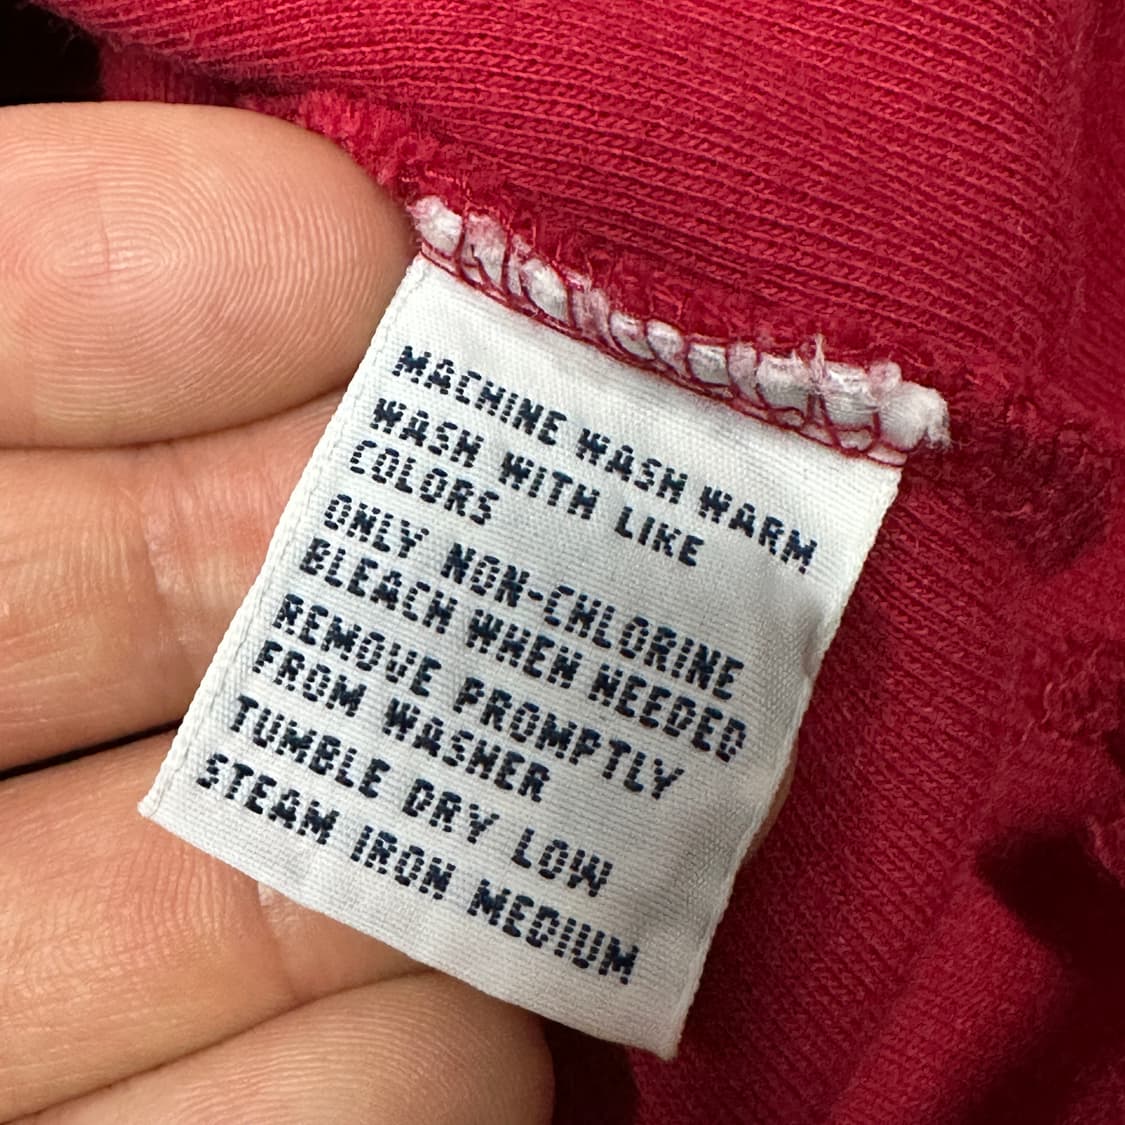 MACHINE WASH WARM
WASH WITH LIKE
COLORS
ONLY NON-CHLORINE
BLEACH WHEN NEEDED
REMOVE PROMPTLY
FROM WASHER
TUMBLE DRY LOW
STEAM IRON MEDIUM